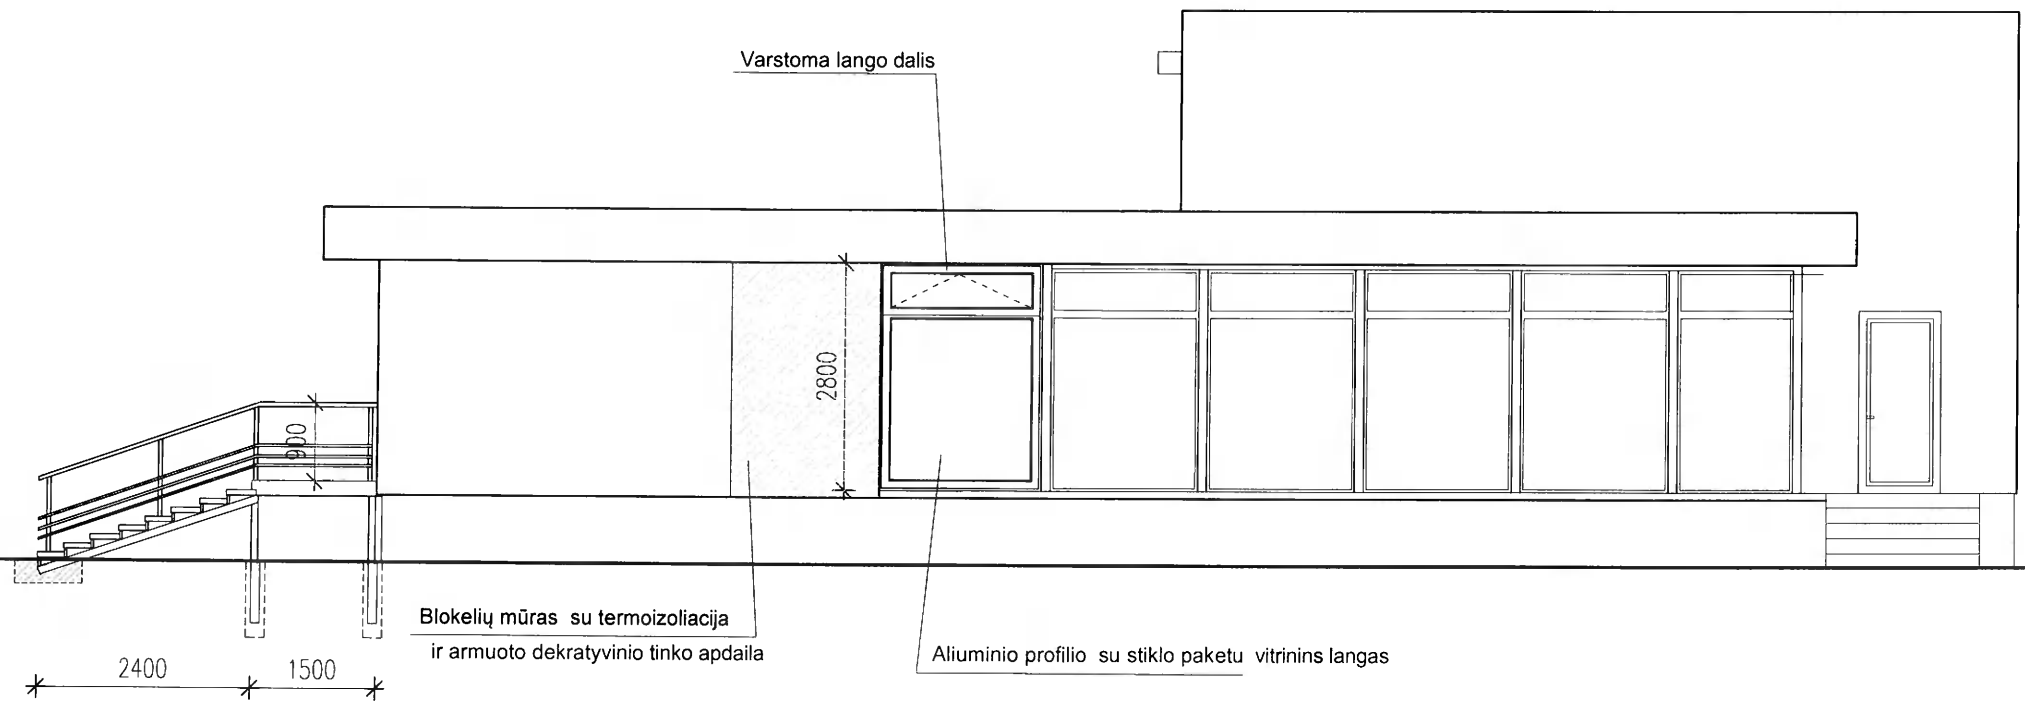 Varstoma lango dalis
2800
900
Blokelių mūras su termoizoliacija
ir armuoto dekratyvinio tinko apdaila
Aliuminio profilio su stiklo paketu vitrinins langas
2400
1500